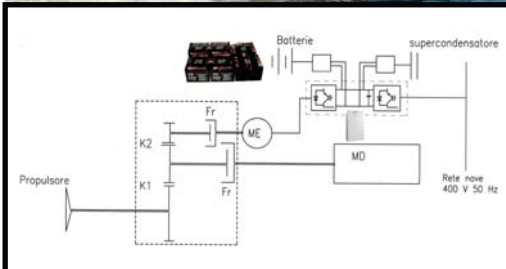 Batterie
supercondensatore
Fr
K2
ME
MD
K1
Fr
Propulsore
Rete nave
400 V 50 Hz